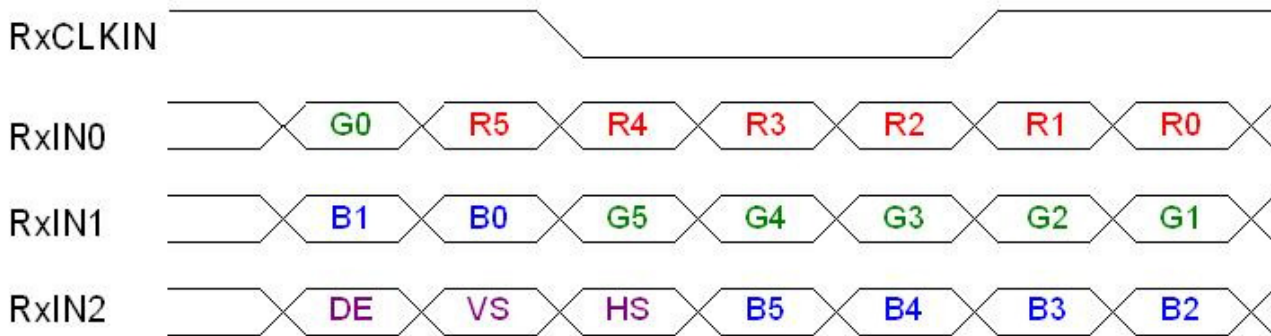 RxCLKIN
RxIN0 G0 R5 R4 R3 R2 R1 R0
RxIN1 B1 B0 G5 G4 G3 G2 G1
RxIN2 DE VS HS B5 B4 B3 B2